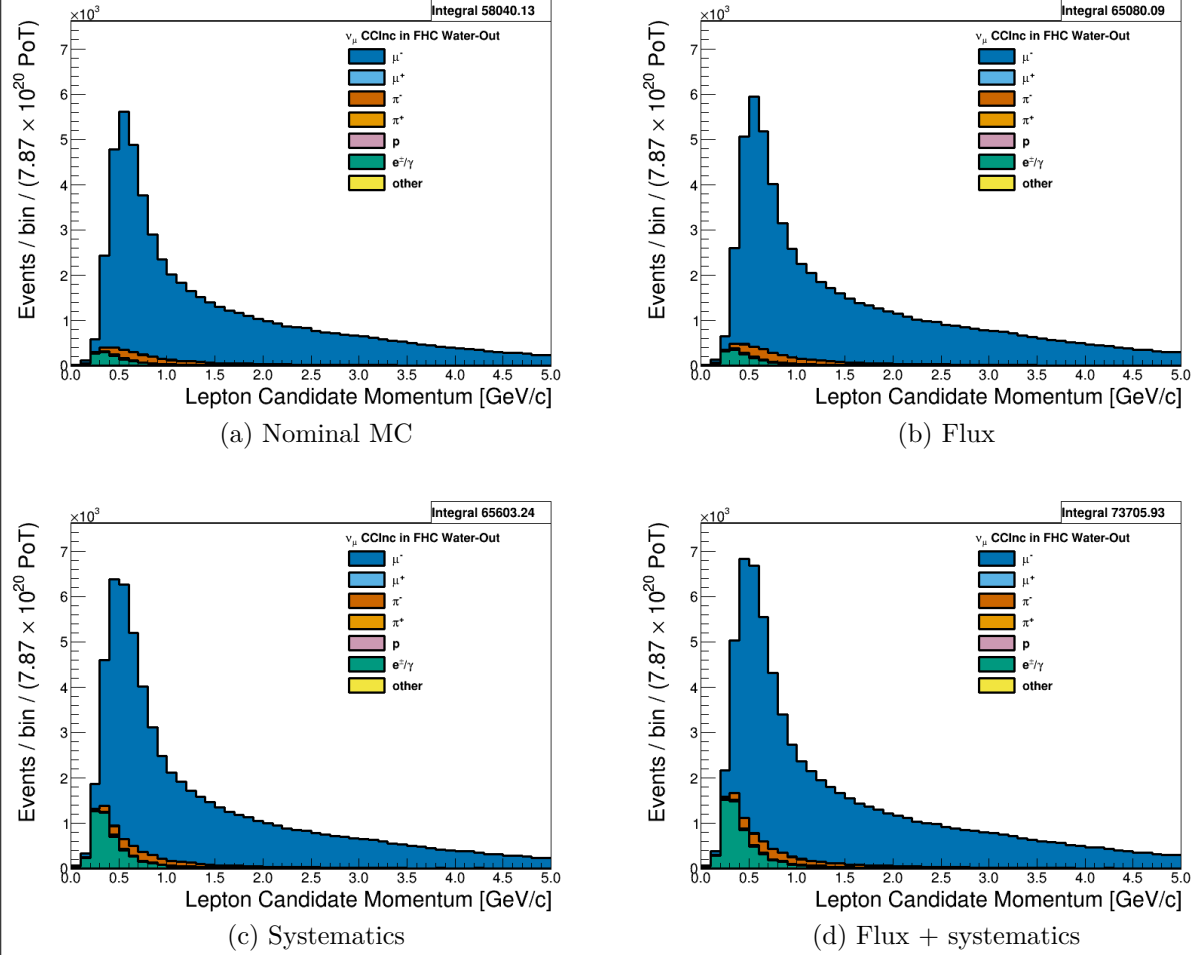 ×10³
Integral 58040.13
νμ CCInc in FHC Water-Out
μ⁻
μ⁺
π⁻
π⁺
p
e±/γ
other
Events / bin / (7.87 × 10²⁰ PoT)
7
6
5
4
3
2
1
0
0.0 0.5 1.0 1.5 2.0 2.5 3.0 3.5 4.0 4.5 5.0
Lepton Candidate Momentum [GeV/c]
(a) Nominal MC
×10³
Integral 65080.09
νμ CCInc in FHC Water-Out
μ⁻
μ⁺
π⁻
π⁺
p
e±/γ
other
Events / bin / (7.87 × 10²⁰ PoT)
7
6
5
4
3
2
1
0
0.0 0.5 1.0 1.5 2.0 2.5 3.0 3.5 4.0 4.5 5.0
Lepton Candidate Momentum [GeV/c]
(b) Flux
×10³
Integral 65603.24
νμ CCInc in FHC Water-Out
μ⁻
μ⁺
π⁻
π⁺
p
e±/γ
other
Events / bin / (7.87 × 10²⁰ PoT)
7
6
5
4
3
2
1
0
0.0 0.5 1.0 1.5 2.0 2.5 3.0 3.5 4.0 4.5 5.0
Lepton Candidate Momentum [GeV/c]
(c) Systematics
×10³
Integral 73705.93
νμ CCInc in FHC Water-Out
μ⁻
μ⁺
π⁻
π⁺
p
e±/γ
other
Events / bin / (7.87 × 10²⁰ PoT)
7
6
5
4
3
2
1
0
0.0 0.5 1.0 1.5 2.0 2.5 3.0 3.5 4.0 4.5 5.0
Lepton Candidate Momentum [GeV/c]
(d) Flux + systematics